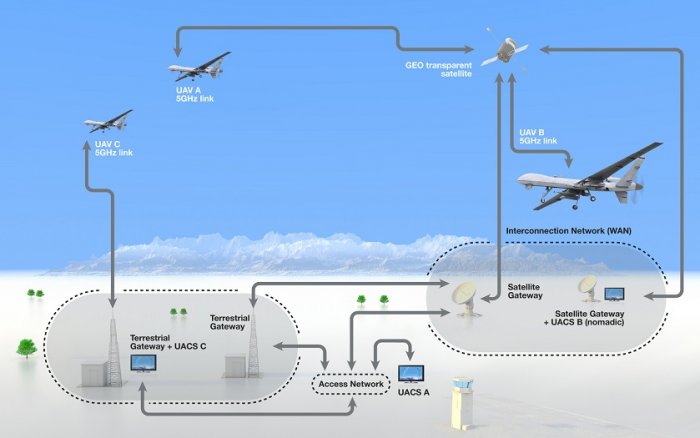 GEO transparent
satellite
UAV A
5GHz link
UAV C
5GHz link
UAV B
5GHz link
Interconnection Network (WAN)
Satellite
Gateway
Satellite Gateway
+ UACS B (nomadic)
Terrestrial
Gateway
Terrestrial
Gateway + UACS C
Access Network
UACS A